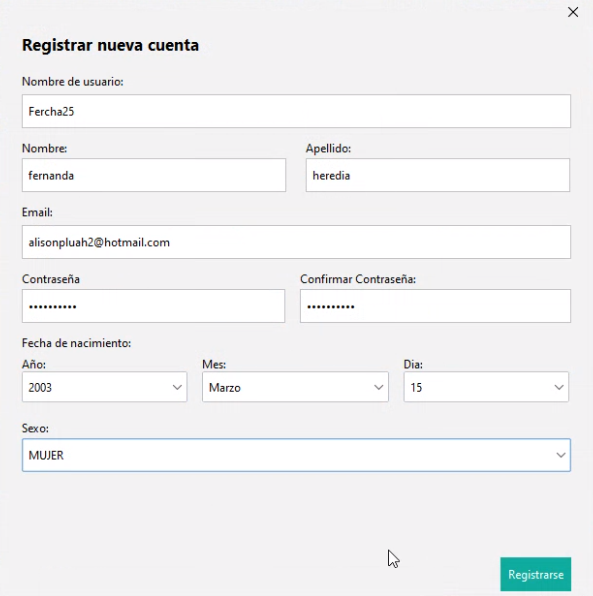 Registrar nueva cuenta
Nombre de usuario:
Fercha25
Nombre: Apellido:
fernanda heredia
Email:
alisonpluah2@hotmail.com
Contraseña Confirmar Contraseña:
•••••••••• ••••••••••
Fecha de nacimiento:
Año: Mes: Dia:
2003 Marzo 15
Sexo:
MUJER
Registrarse